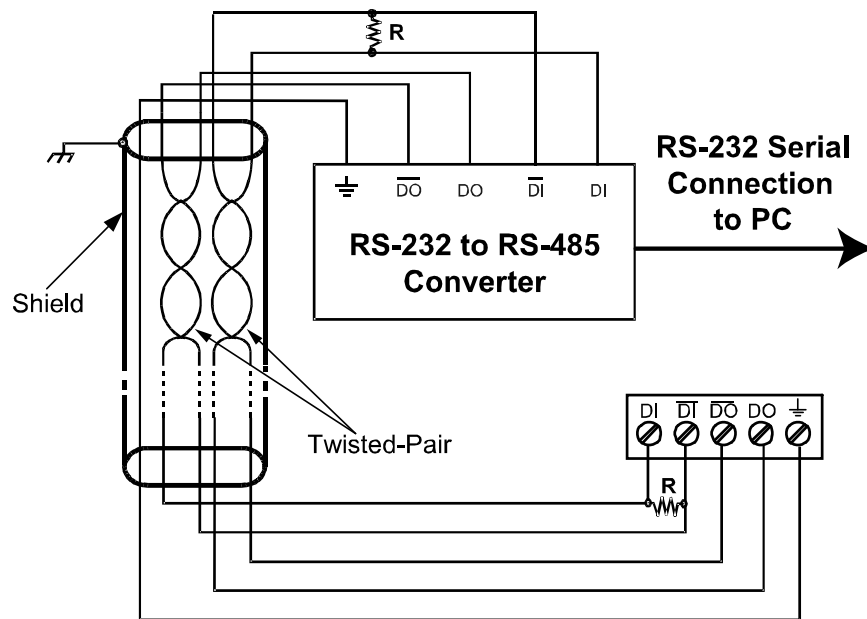 R
DO̅ DO DI̅ DI
RS-232 to RS-485
Converter
RS-232 Serial
Connection
to PC
Shield
Twisted-Pair
DI DI̅ DO̅ DO
R